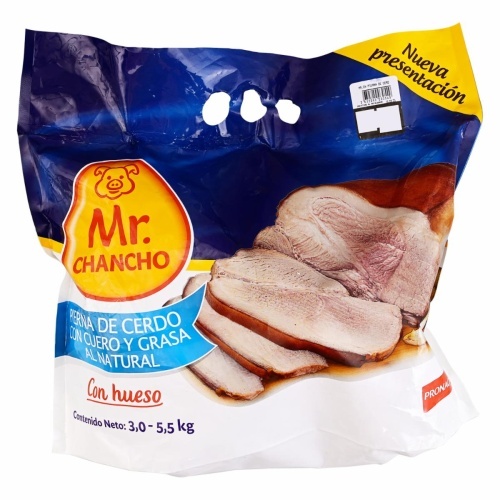 Nueva
presentación
Mr.
CHANCHO
PIERNA DE CERDO
CON CUERO Y GRASA
AL NATURAL
Con hueso
Contenido Neto: 3,0 - 5,5 kg